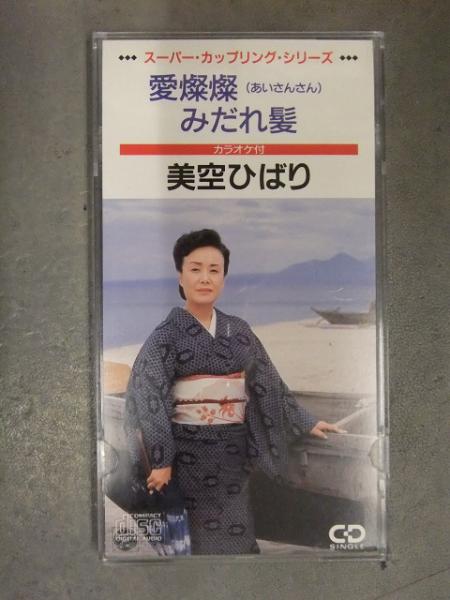 スーパー・カップリング・シリーズ
愛燦燦(あいさんさん)
みだれ髪
カラオケ付
美空ひばり
COMPACT
disc
DIGITAL AUDIO
CD
SINGLE